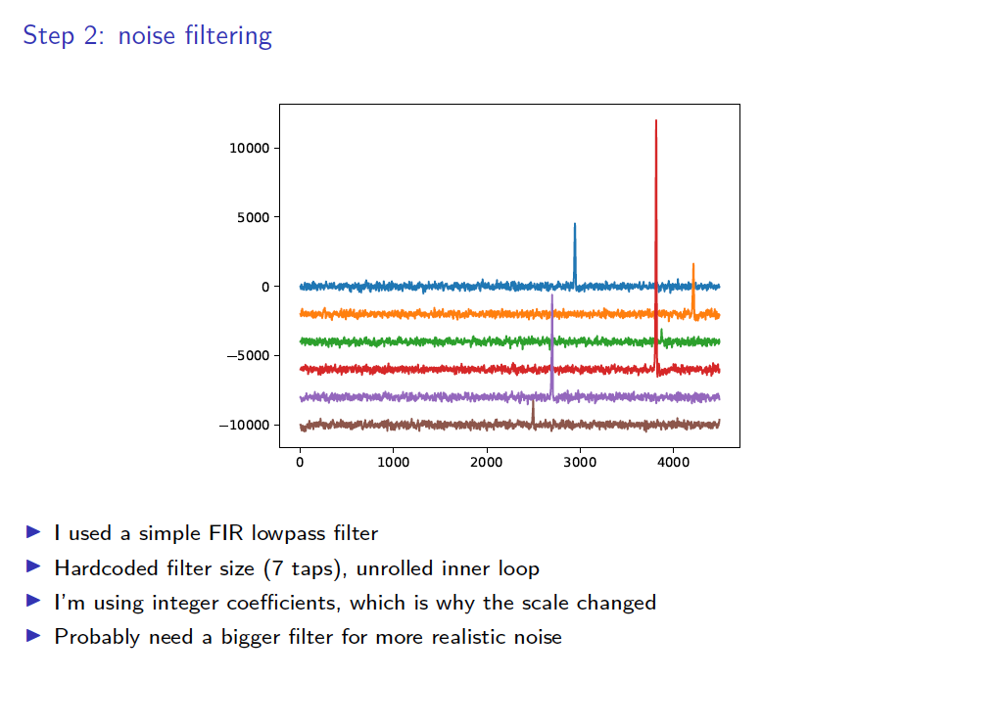 Step 2: noise filtering
10000
5000
0
−5000
−10000
0 1000 2000 3000 4000
I used a simple FIR lowpass filter
Hardcoded filter size (7 taps), unrolled inner loop
I'm using integer coefficients, which is why the scale changed
Probably need a bigger filter for more realistic noise